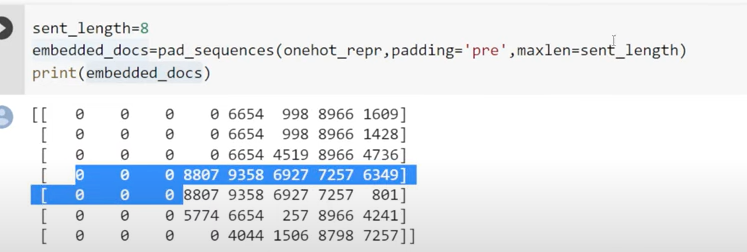 sent_length=8
embedded_docs=pad_sequences(onehot_repr,padding='pre',maxlen=sent_length)
print(embedded_docs)
[[   0    0    0    0 6654  998 8966 1609]
 [   0    0    0    0 6654  998 8966 1428]
 [   0    0    0    0 6654 4519 8966 4736]
 [   0    0    0 8807 9358 6927 7257 6349]
 [   0    0    0 8807 9358 6927 7257  801]
 [   0    0    0 5774 6654  257 8966 4241]
 [   0    0    0    0 4044 1506 8798 7257]]